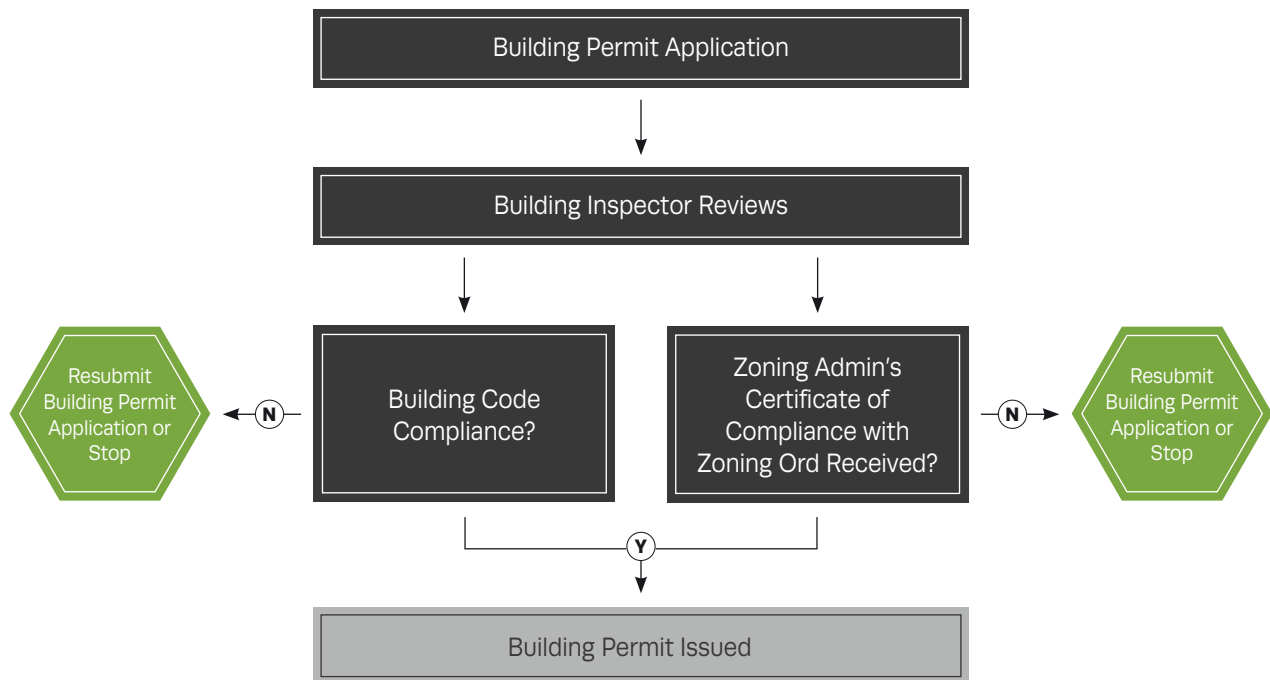 Building Permit Application
Building Inspector Reviews
Resubmit
Building Permit
Application or
Stop
N
Building Code
Compliance?
Zoning Admin's
Certificate of
Compliance with
Zoning Ord Received?
N
Resubmit
Building Permit
Application or
Stop
Y
Building Permit Issued